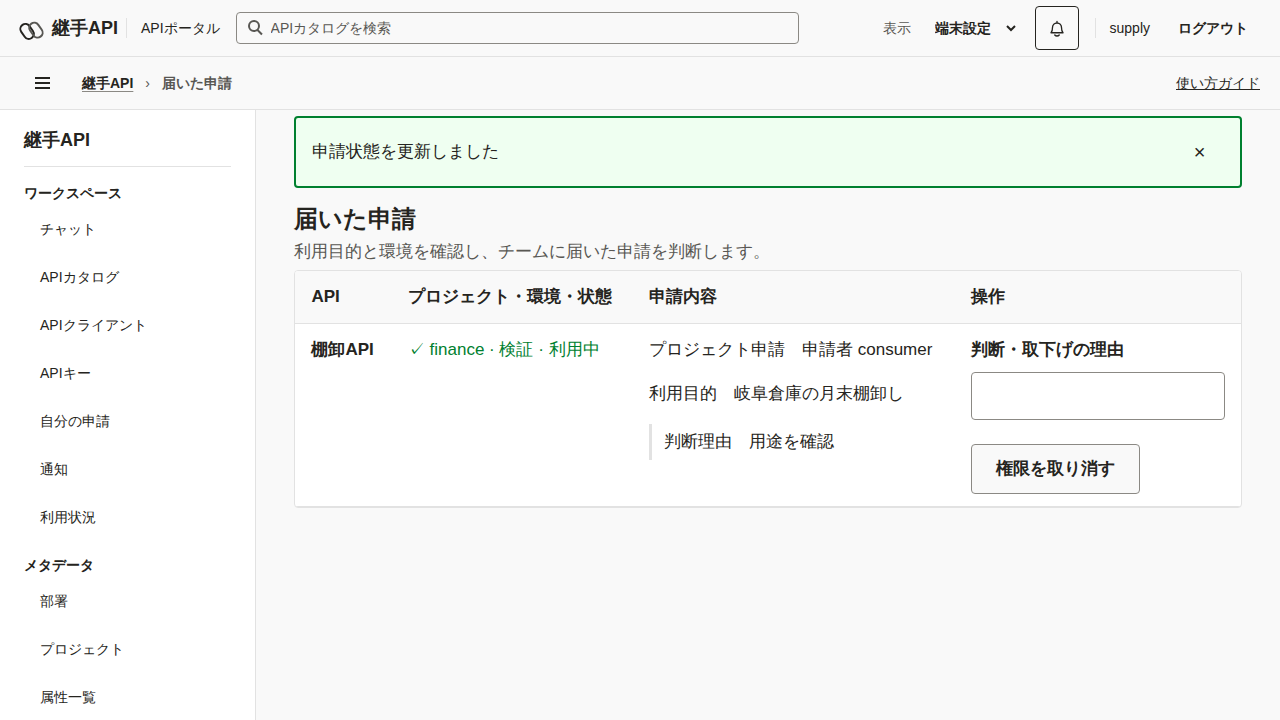 継手API
APIポータル
APIカタログを検索
表示
端末設定
supply
ログアウト
継手API › 届いた申請
使い方ガイド
継手API
ワークスペース
チャット
APIカタログ
APIクライアント
APIキー
自分の申請
通知
利用状況
メタデータ
部署
プロジェクト
属性一覧
申請状態を更新しました ×
届いた申請
利用目的と環境を確認し、チームに届いた申請を判断します。
API プロジェクト・環境・状態 申請内容 操作
棚卸API ✓ finance · 検証 · 利用中 プロジェクト申請　申請者 consumer 判断・取下げの理由
利用目的　岐阜倉庫の月末棚卸し
判断理由　用途を確認
権限を取り消す